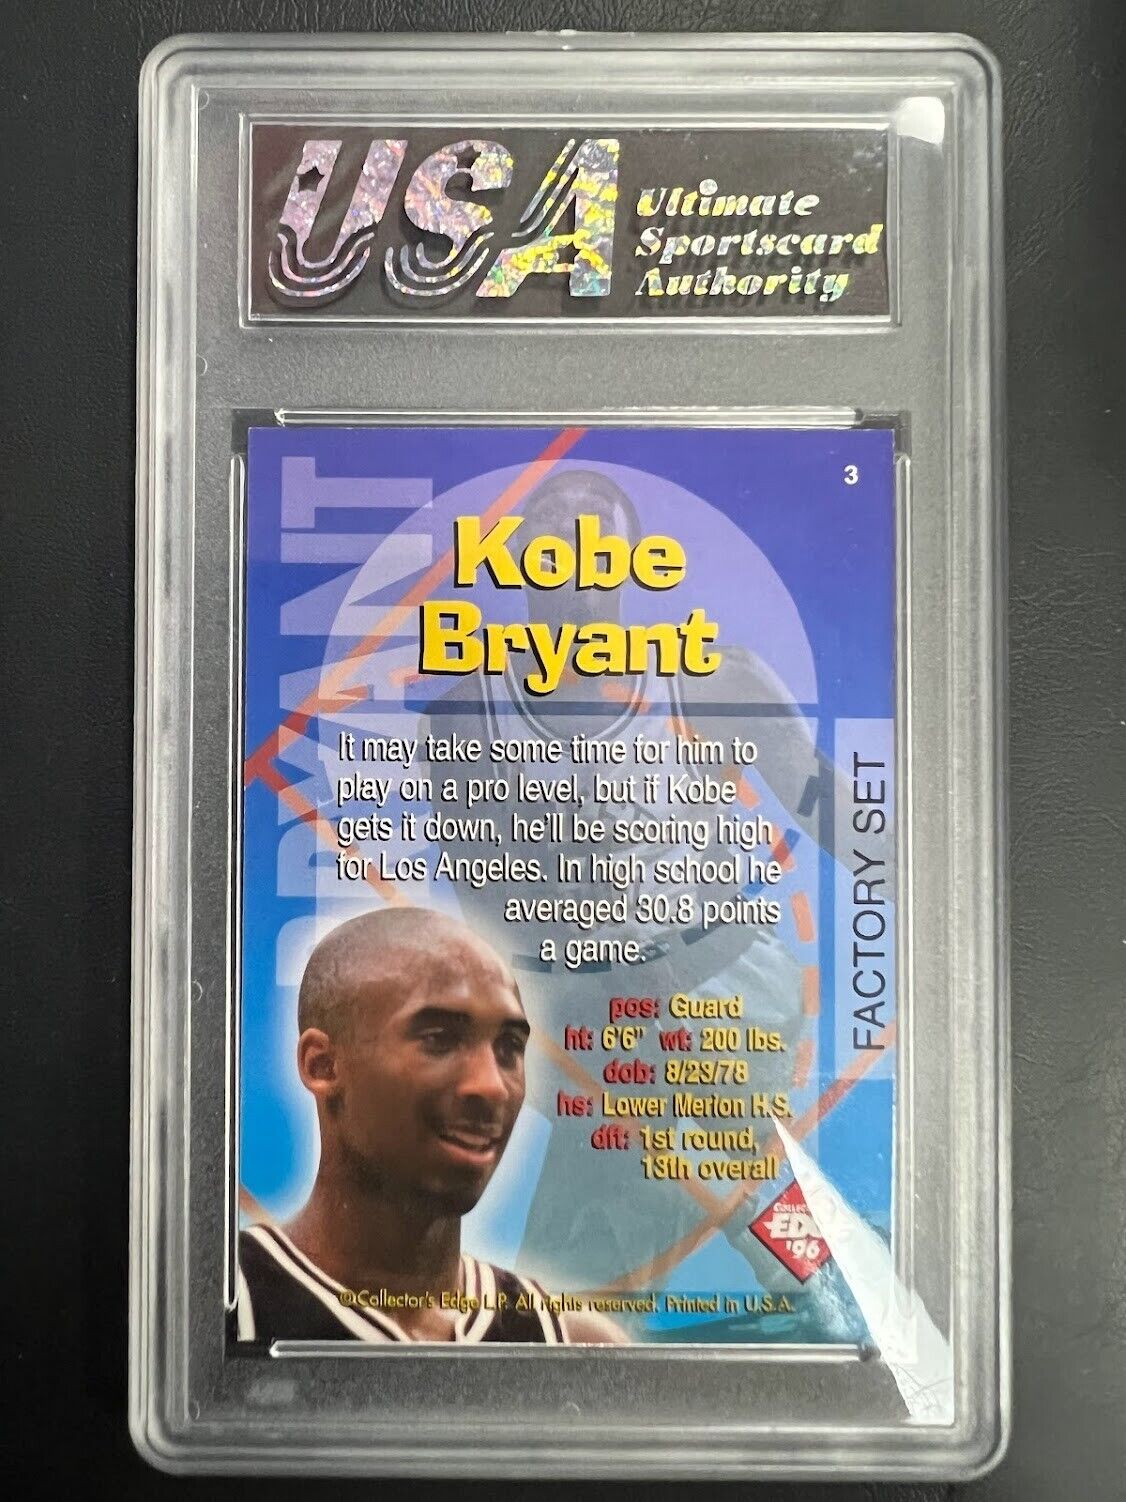 USA
Ultimate
Sportscard
Authority
3
BRYANT
Kobe
Bryant
It may take some time for him to
play on a pro level, but if Kobe
gets it down, he'll be scoring high
for Los Angeles. In high school he
averaged 30.8 points
a game.
FACTORY SET
pos: Guard
ht: 6'6" wt: 200 lbs.
dob: 8/23/78
hs: Lower Merion H.S.
dft: 1st round,
13th overall
'96
©Collector's Edge L.P. All rights reserved. Printed in U.S.A.